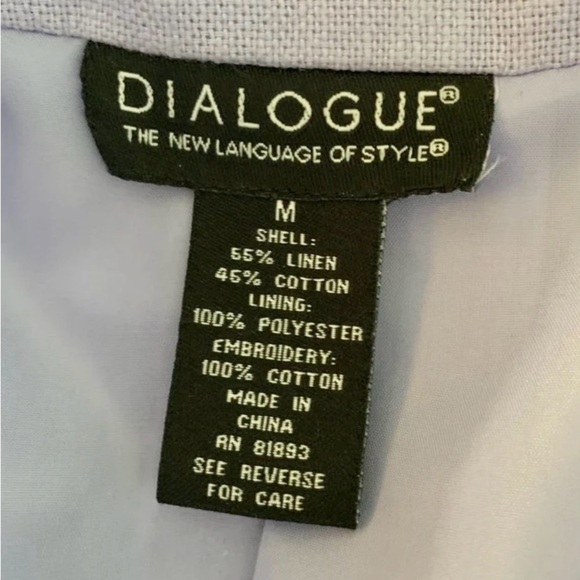 DIALOGUE®
THE NEW LANGUAGE OF STYLE®
M
SHELL:
55% LINEN
45% COTTON
LINING:
100% POLYESTER
EMBROIDERY:
100% COTTON
MADE IN
CHINA
RN 81893
SEE REVERSE
FOR CARE